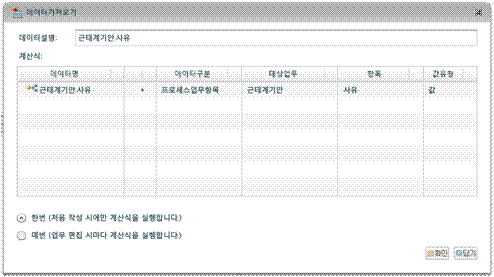 데이터가져오기
데이터설명: 근태계기안.사유
계산식:
데이터명 데이터구분 대상업무 항목 값유형
근태계기안.사유 + 프로세스업무항목 근태계기안 사유 값
한번 (처음 작성 시에만 계산식을 실행합니다.)
매번 (업무 편집 시마다 계산식을 실행합니다.)
확인 닫기